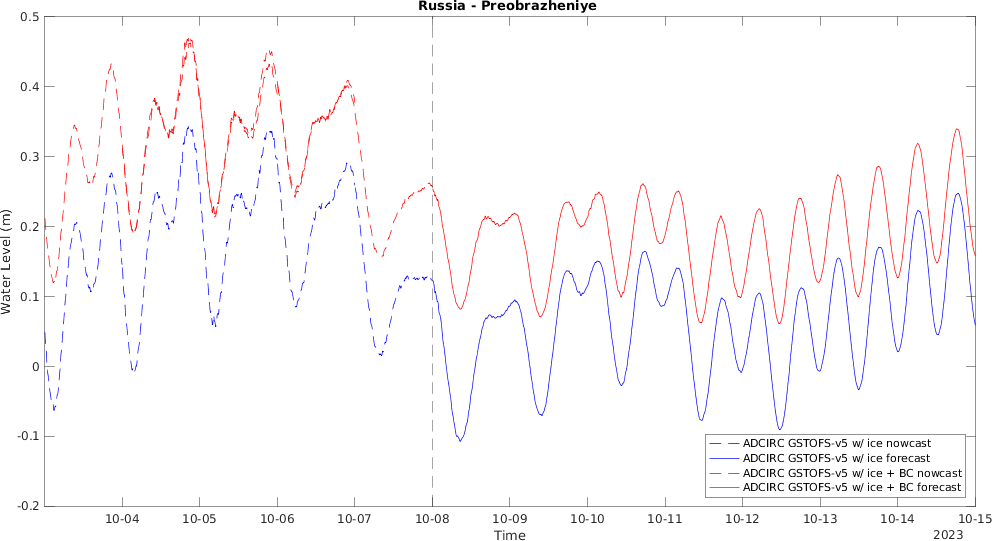 Russia - Preobrazheniye
0.5
0.4
0.3
0.2
0.1
0
-0.1
-0.2
Water Level (m)
10-04 10-05 10-06 10-07 10-08 10-09 10-10 10-11 10-12 10-13 10-14 10-15
Time
2023
ADCIRC GSTOFS-v5 w/ ice nowcast
ADCIRC GSTOFS-v5 w/ ice forecast
ADCIRC GSTOFS-v5 w/ ice + BC nowcast
ADCIRC GSTOFS-v5 w/ ice + BC forecast